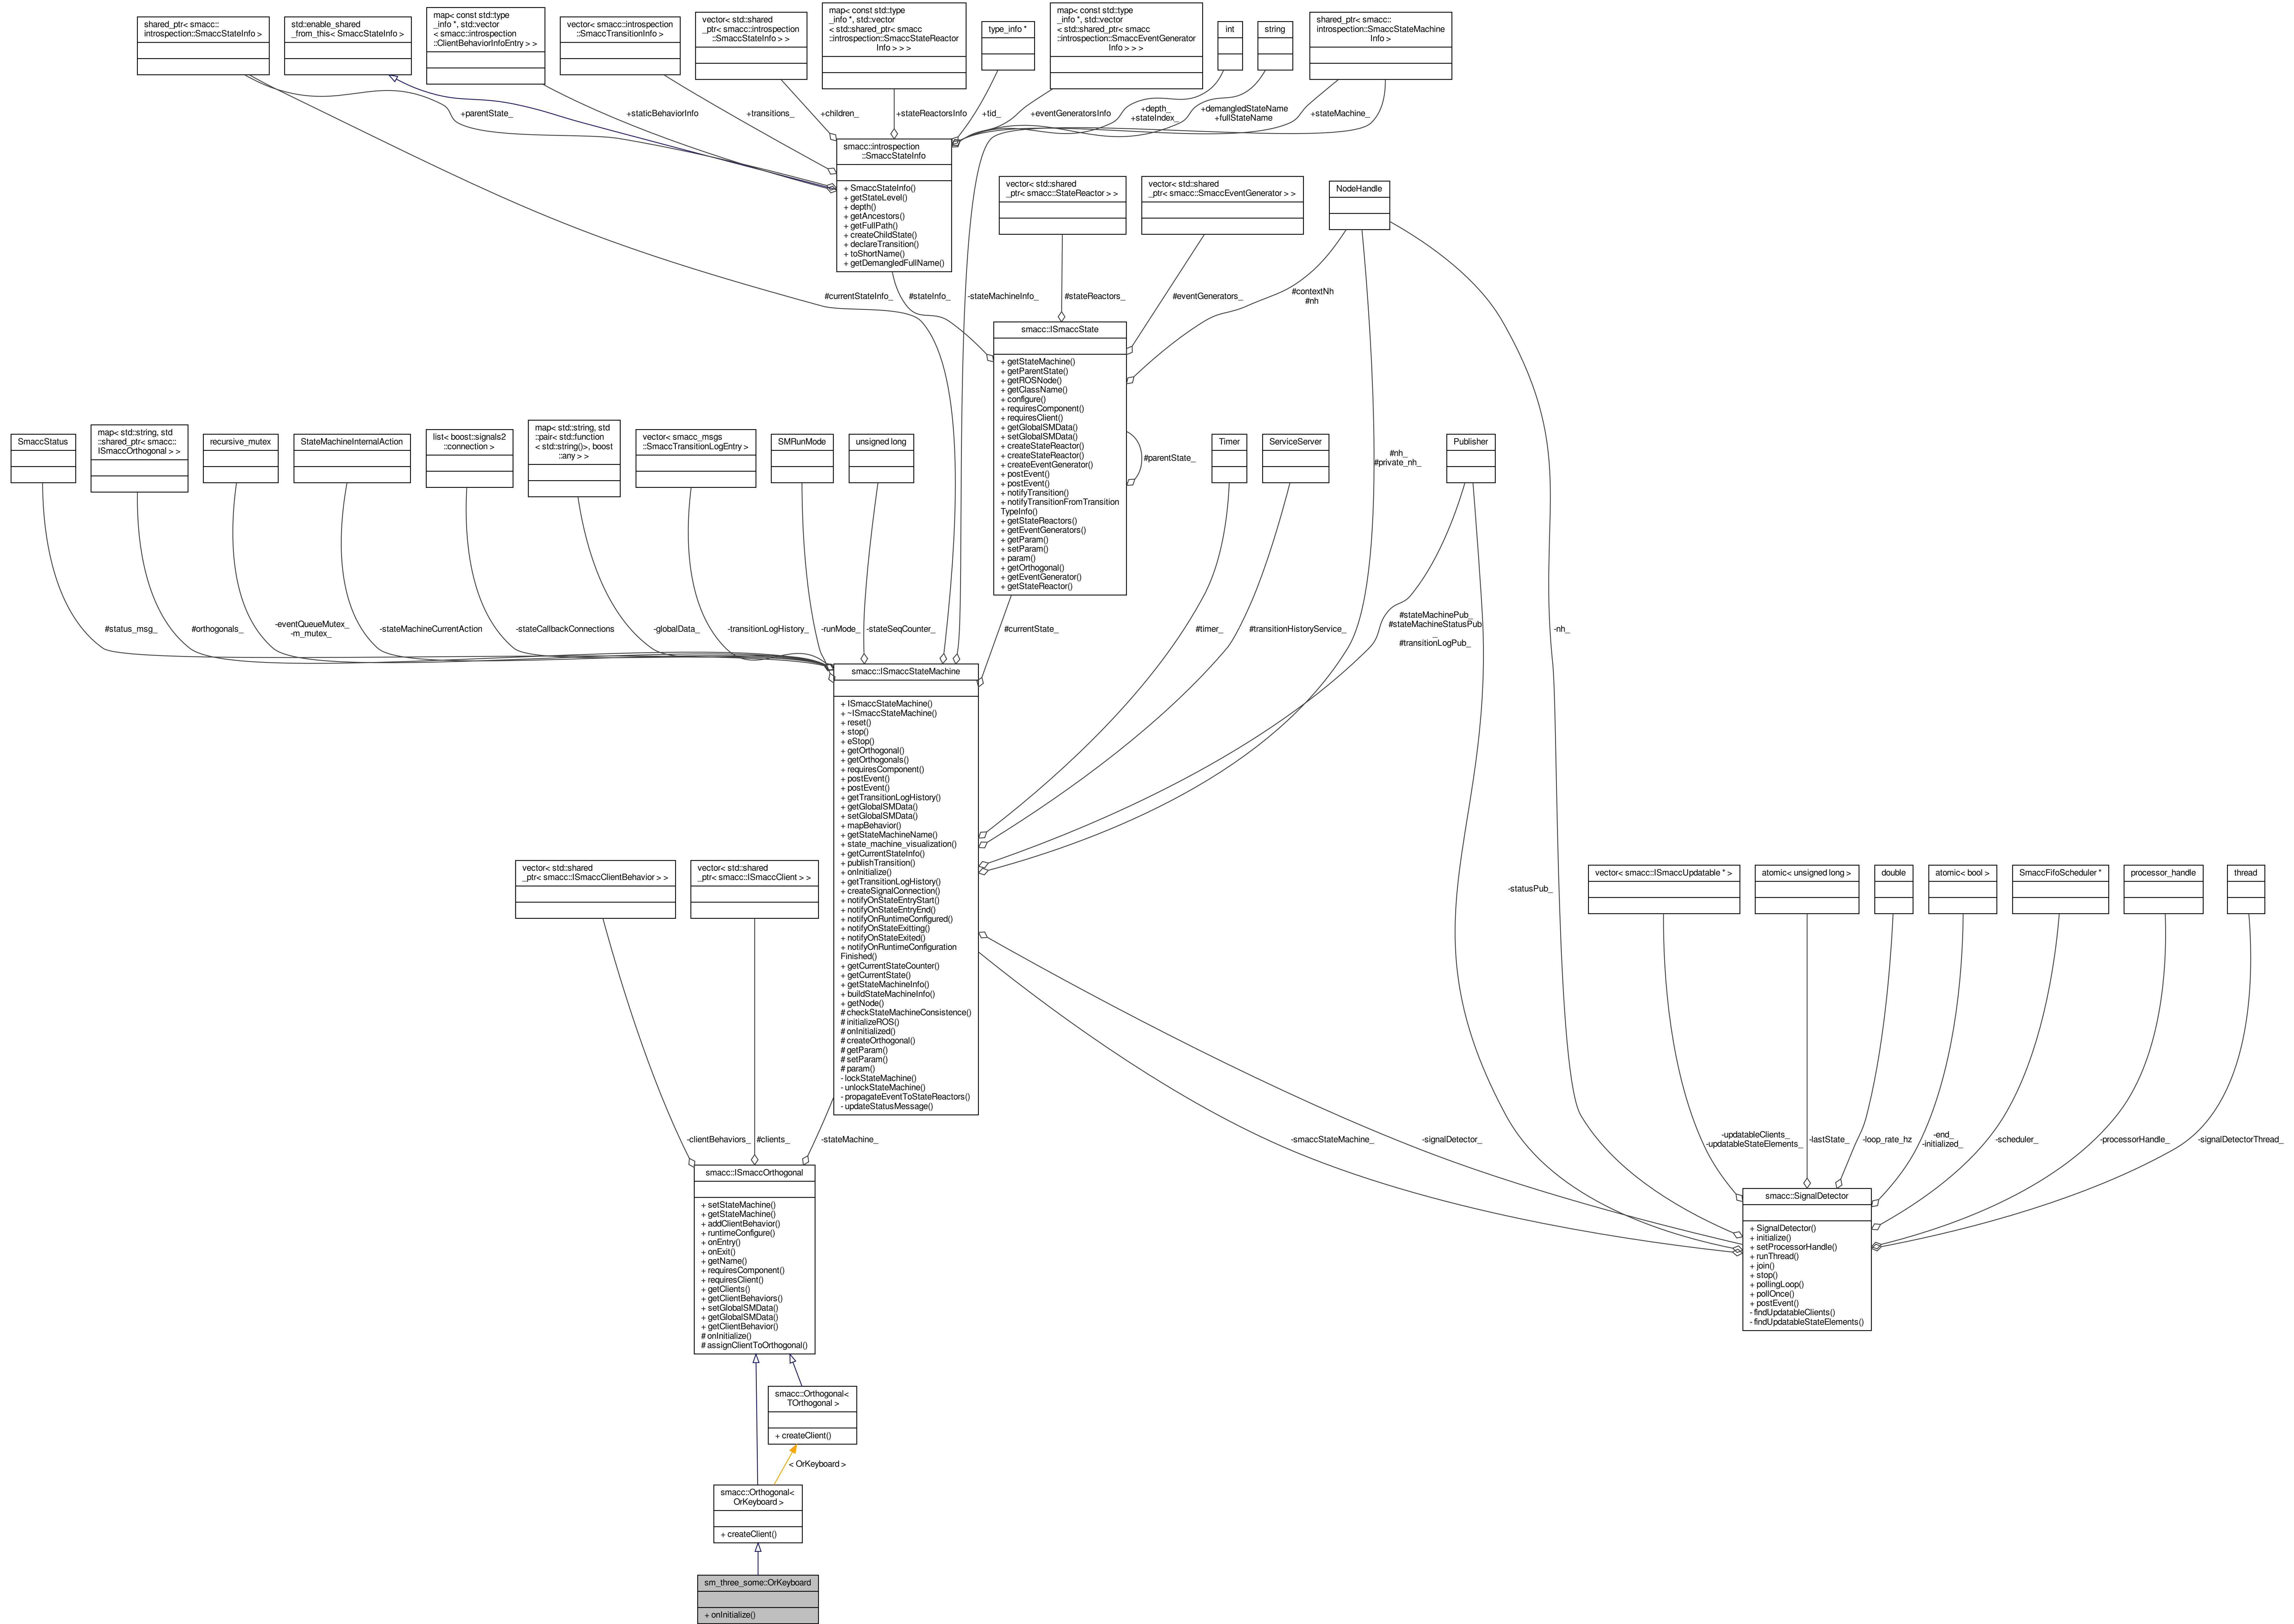 shared_ptr< smacc::
introspection::SmaccStateInfo >
std::enable_shared
_from_this< SmaccStateInfo >
map< const std::type
_info *, std::vector
< smacc::introspection
::ClientBehaviorInfoEntry > >
vector< smacc::introspection
::SmaccTransitionInfo >
vector< std::shared
_ptr< smacc::introspection
::SmaccStateInfo > >
map< const std::type
_info *, std::vector
< std::shared_ptr< smacc
::introspection::SmaccStateReactor
Info > > >
type_info *
map< const std::type
_info *, std::vector
< std::shared_ptr< smacc
::introspection::SmaccEventGenerator
Info > > >
int
string
shared_ptr< smacc::
introspection::SmaccStateMachine
Info >
+parentState_
+staticBehaviorInfo
+transitions_
+children_
+stateReactorsInfo
+tid_
+eventGeneratorsInfo
+depth_
+stateIndex_
+demangledStateName
+fullStateName
+stateMachine_
smacc::introspection
::SmaccStateInfo
+ SmaccStateInfo()
+ getStateLevel()
+ depth()
+ getAncestors()
+ getFullPath()
+ createChildState()
+ declareTransition()
+ toShortName()
+ getDemangledFullName()
vector< std::shared
_ptr< smacc::StateReactor > >
vector< std::shared
_ptr< smacc::SmaccEventGenerator > >
NodeHandle
#currentStateInfo_
#stateInfo_
-stateMachineInfo_
#stateReactors_
#eventGenerators_
#contextNh
#nh
smacc::ISmaccState
+ getStateMachine()
+ getParentState()
+ getROSNode()
+ getClassName()
+ configure()
+ requiresComponent()
+ requiresClient()
+ getGlobalSMData()
+ setGlobalSMData()
+ createStateReactor()
+ createStateReactor()
+ createEventGenerator()
+ postEvent()
+ postEvent()
+ notifyTransition()
+ notifyTransitionFromTransition
TypeInfo()
+ getStateReactors()
+ getEventGenerators()
+ getParam()
+ setParam()
+ param()
+ getOrthogonal()
+ getEventGenerator()
+ getStateReactor()
#parentState_
SmaccStatus
map< std::string, std
::shared_ptr< smacc::
ISmaccOrthogonal > >
recursive_mutex
StateMachineInternalAction
list< boost::signals2
::connection >
map< std::string, std
::pair< std::function
< std::string()>, boost
::any > >
vector< smacc_msgs
::SmaccTransitionLogEntry >
SMRunMode
unsigned long
Timer
ServiceServer
#nh_
#private_nh_
Publisher
#status_msg_
#orthogonals_
-eventQueueMutex_
-m_mutex_
-stateMachineCurrentAction
-stateCallbackConnections
-globalData_
-transitionLogHistory_
-runMode_
-stateSeqCounter_
#currentState_
#timer_
#transitionHistoryService_
#stateMachinePub_
#stateMachineStatusPub
_
#transitionLogPub_
-nh_
smacc::ISmaccStateMachine
+ ISmaccStateMachine()
+ ~ISmaccStateMachine()
+ reset()
+ stop()
+ eStop()
+ getOrthogonal()
+ getOrthogonals()
+ requiresComponent()
+ postEvent()
+ postEvent()
+ getTransitionLogHistory()
+ getGlobalSMData()
+ setGlobalSMData()
+ mapBehavior()
+ getStateMachineName()
+ state_machine_visualization()
+ getCurrentStateInfo()
+ publishTransition()
+ onInitialize()
+ getTransitionLogHistory()
+ createSignalConnection()
+ notifyOnStateEntryStart()
+ notifyOnStateEntryEnd()
+ notifyOnRuntimeConfigured()
+ notifyOnStateExitting()
+ notifyOnStateExited()
+ notifyOnRuntimeConfiguration
Finished()
+ getCurrentStateCounter()
+ getCurrentState()
+ getStateMachineInfo()
+ buildStateMachineInfo()
+ getNode()
# checkStateMachineConsistence()
# initializeROS()
# onInitialized()
# createOrthogonal()
# getParam()
# setParam()
# param()
- lockStateMachine()
- unlockStateMachine()
- propagateEventToStateReactors()
- updateStatusMessage()
vector< std::shared
_ptr< smacc::ISmaccClientBehavior > >
vector< std::shared
_ptr< smacc::ISmaccClient > >
-statusPub_
vector< smacc::ISmaccUpdatable * >
atomic< unsigned long >
double
atomic< bool >
SmaccFifoScheduler *
processor_handle
thread
-clientBehaviors_
#clients_
-stateMachine_
-smaccStateMachine_
-signalDetector_
-updatableClients_
-updatableStateElements_
-lastState_
-loop_rate_hz
-end_
-initialized_
-scheduler_
-processorHandle_
-signalDetectorThread_
smacc::ISmaccOrthogonal
+ setStateMachine()
+ getStateMachine()
+ addClientBehavior()
+ runtimeConfigure()
+ onEntry()
+ onExit()
+ getName()
+ requiresComponent()
+ requiresClient()
+ getClients()
+ getClientBehaviors()
+ setGlobalSMData()
+ getGlobalSMData()
+ getClientBehavior()
# onInitialize()
# assignClientToOrthogonal()
smacc::SignalDetector
+ SignalDetector()
+ initialize()
+ setProcessorHandle()
+ runThread()
+ join()
+ stop()
+ pollingLoop()
+ pollOnce()
+ postEvent()
- findUpdatableClients()
- findUpdatableStateElements()
smacc::Orthogonal<
TOrthogonal >
+ createClient()
< OrKeyboard >
smacc::Orthogonal<
OrKeyboard >
+ createClient()
sm_three_some::OrKeyboard
+ onInitialize()